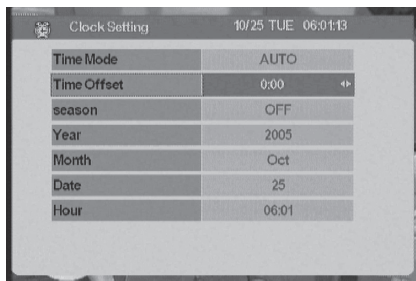 Clock Setting 10/25 TUE 06:01:13
Time Mode AUTO
Time Offset 0:00
season OFF
Year 2005
Month Oct
Date 25
Hour 06:01